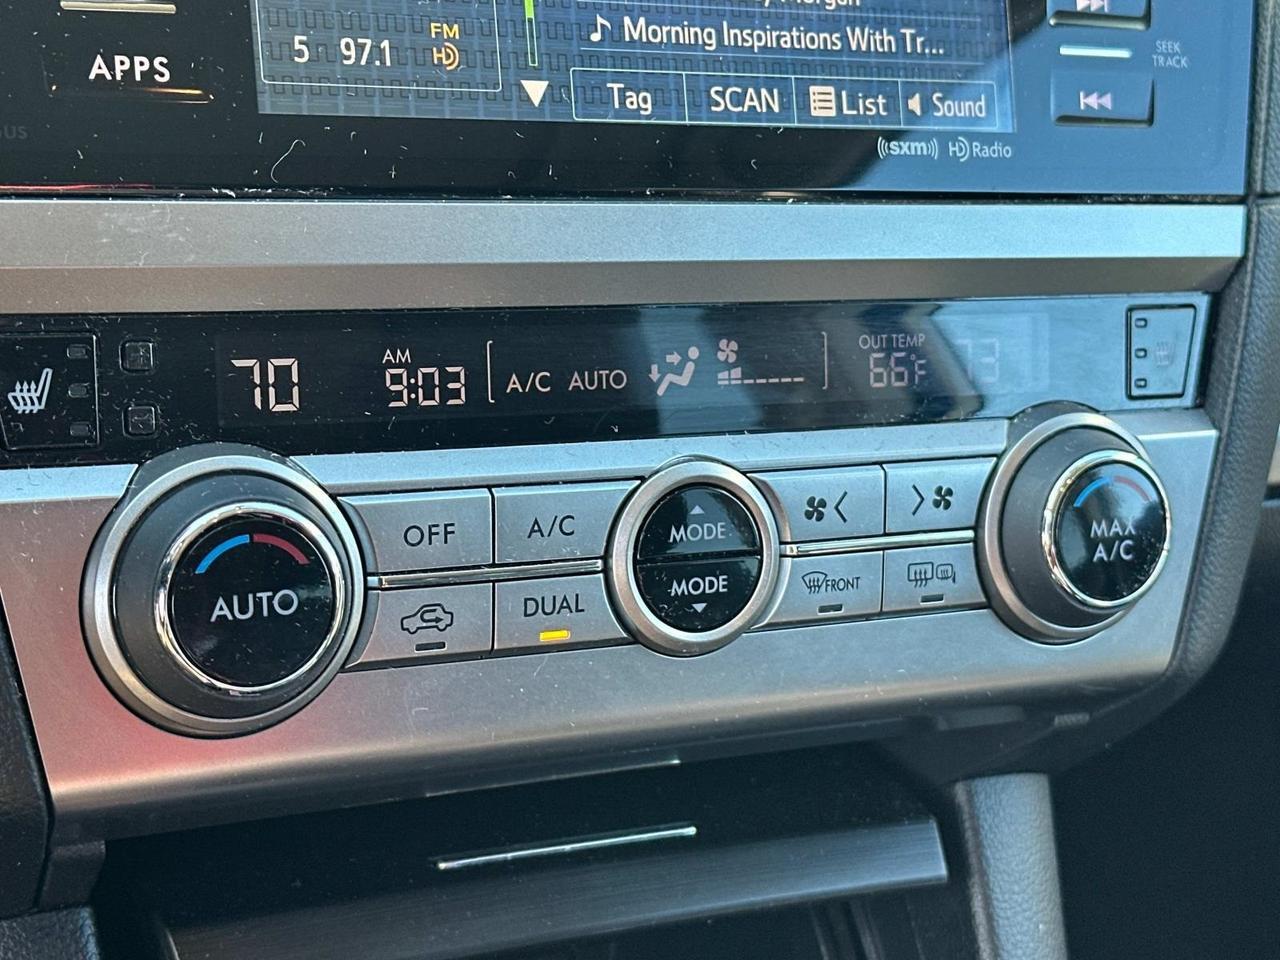 APPS
5 97.1 FM HD
Morning Inspirations With Tr...
Tag SCAN List Sound
SEEK
TRACK
((sxm)) HD Radio
70
AM
9:03
A/C AUTO
OUT TEMP
66°F
73
OFF
A/C
MODE
MODE
AUTO
DUAL
FRONT
MAX
A/C